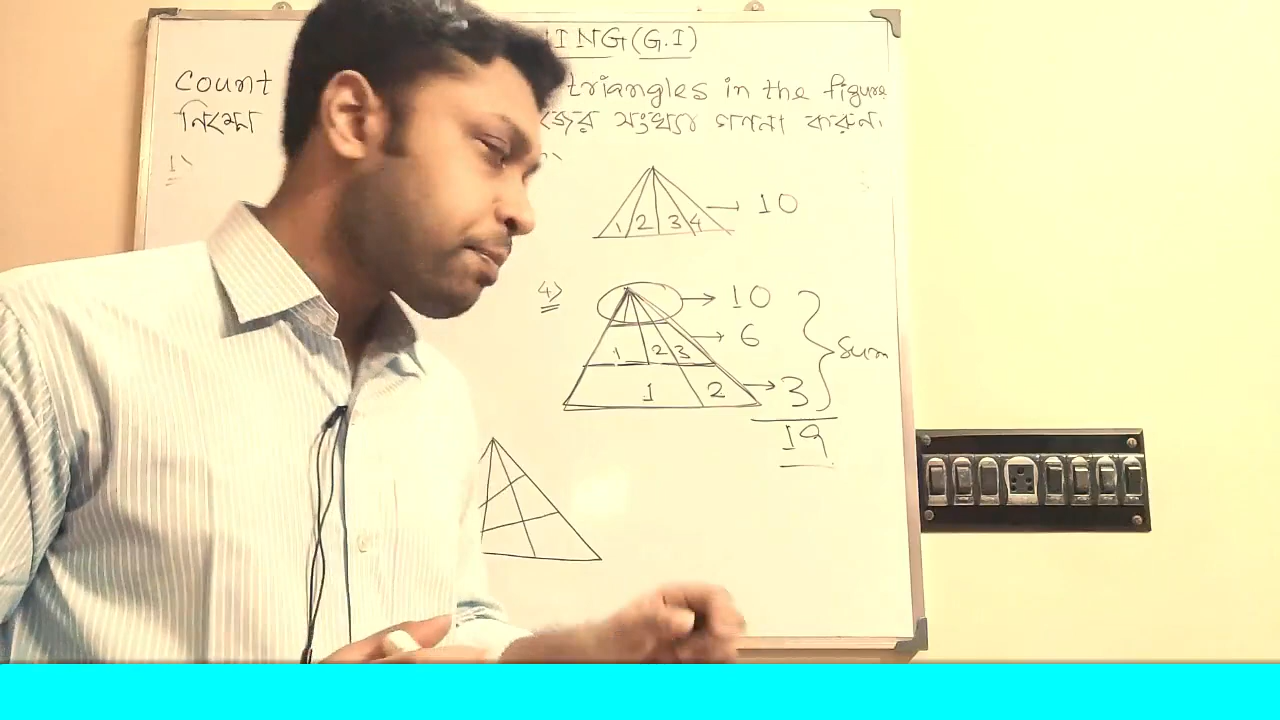 ING (G.I)
count triangles in the figure
নিম্নে সংখ্যা গণনা করুন।
1)
1 2 3 4 → 10
4)
→ 10
1 2 3 → 6
Sum
1 2 → 3
19